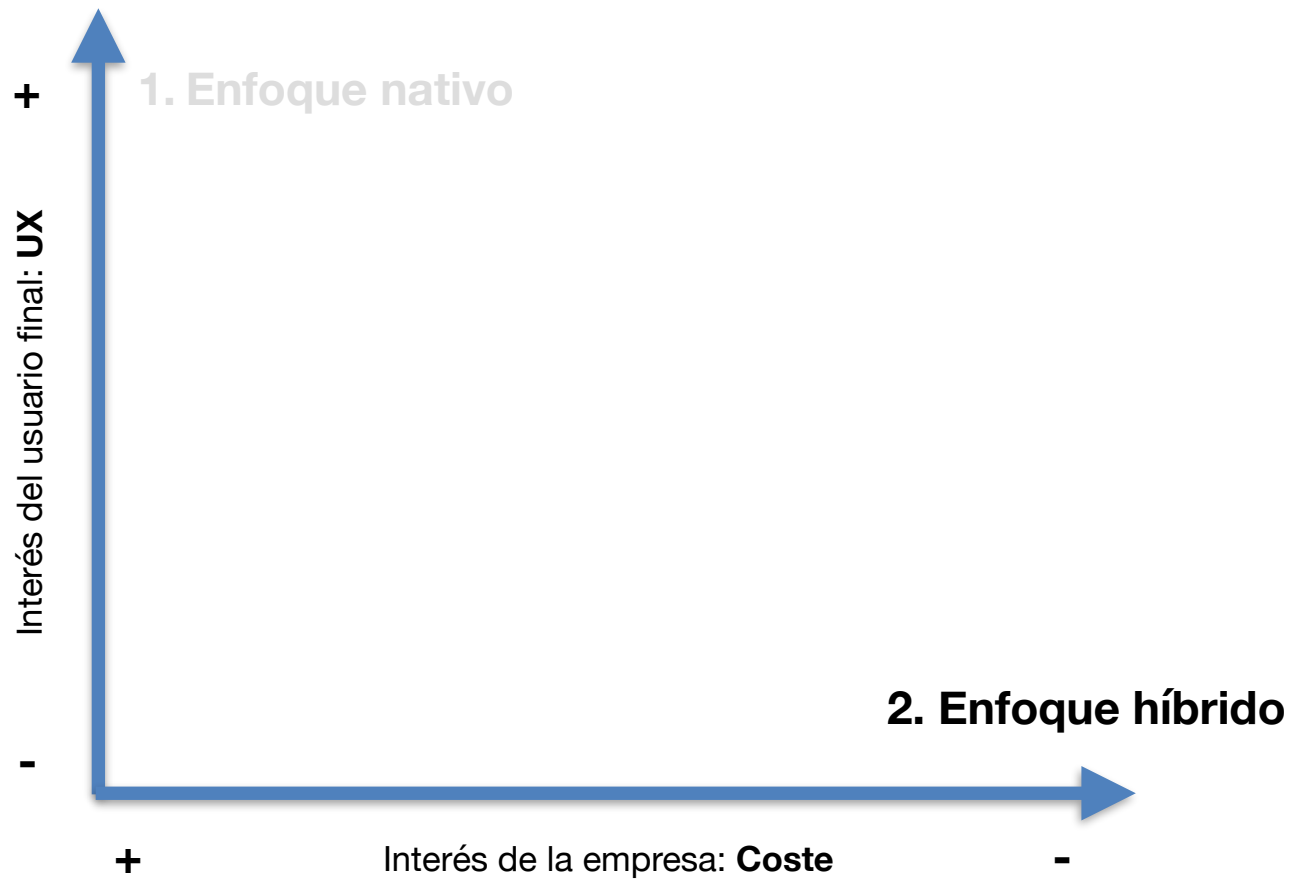 +
1. Enfoque nativo
Interés del usuario final: UX
2. Enfoque híbrido
-
+
Interés de la empresa: Coste
-